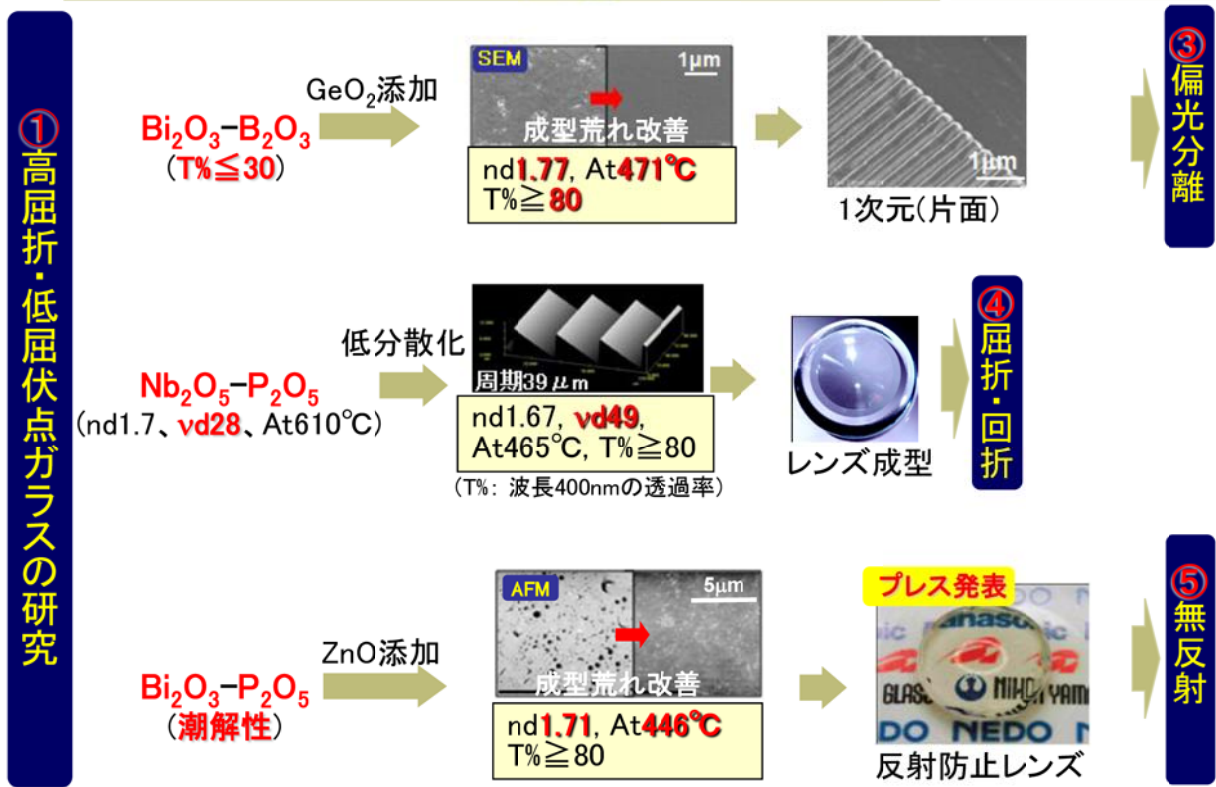 ①高屈折・低屈伏点ガラスの研究
Bi₂O₃-B₂O₃
(T%≦30)
GeO₂添加
SEM
1μm
成型荒れ改善
nd1.77, At471℃
T%≧80
1μm
1次元(片面)
③偏光分離
Nb₂O₅-P₂O₅
(nd1.7、νd28、At610℃)
低分散化
周期39μm
nd1.67, νd49,
At465℃, T%≧80
(T%: 波長400nmの透過率)
レンズ成型
④屈折・回折
Bi₂O₃-P₂O₅
(潮解性)
ZnO添加
AFM
5μm
成型荒れ改善
nd1.71, At446℃
T%≧80
プレス発表
Panasonic
NEDO NEDO
反射防止レンズ
⑤無反射